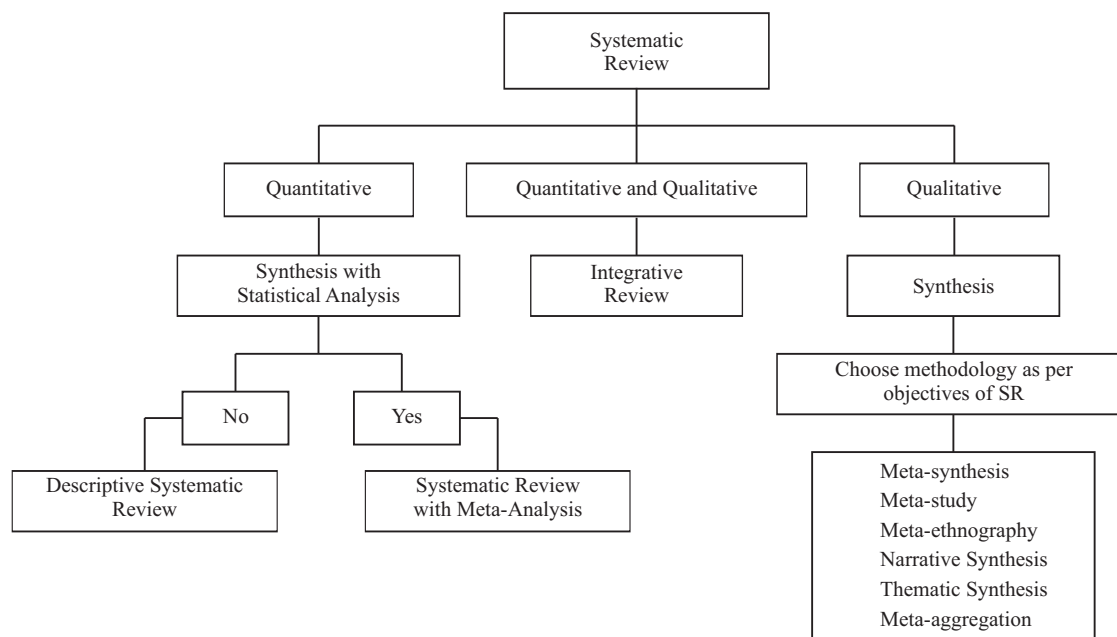 Systematic
Review
Quantitative
Quantitative and Qualitative
Qualitative
Synthesis with
Statistical Analysis
Integrative
Review
Synthesis
Choose methodology as per
objectives of SR
No
Yes
Descriptive Systematic
Review
Systematic Review
with Meta-Analysis
Meta-synthesis
Meta-study
Meta-ethnography
Narrative Synthesis
Thematic Synthesis
Meta-aggregation